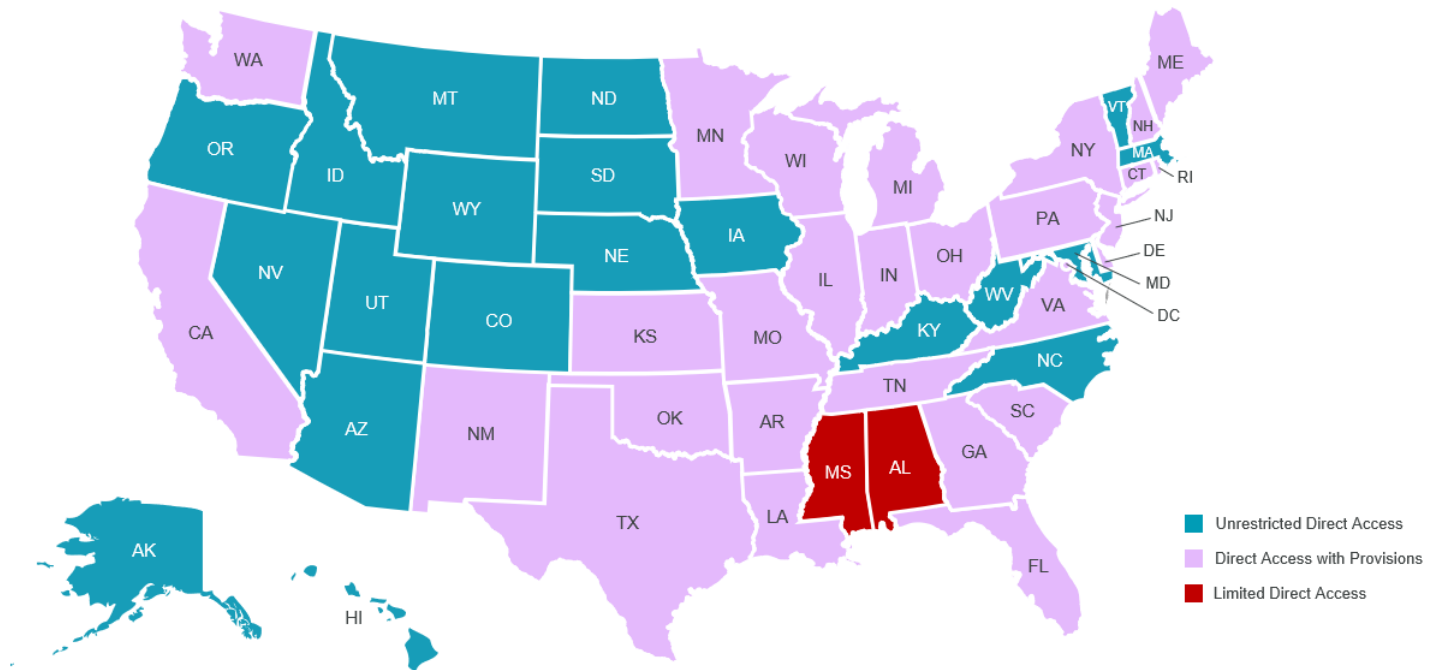 WA
ME
MT
ND
VT
NH
MN
OR
NY
MA
WI
ID
SD
CT
RI
MI
WY
PA
NJ
IA
DE
NE
OH
NV
IL
IN
MD
WV
UT
VA
DC
CO
CA
KY
KS
MO
NC
TN
OK
SC
AZ
AR
NM
GA
MS
AL
LA
TX
Unrestricted Direct Access
AK
Direct Access with Provisions
FL
Limited Direct Access
HI